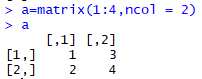 > a=matrix(1:4,ncol = 2)
> a
     [,1] [,2]
[1,]    1    3
[2,]    2    4